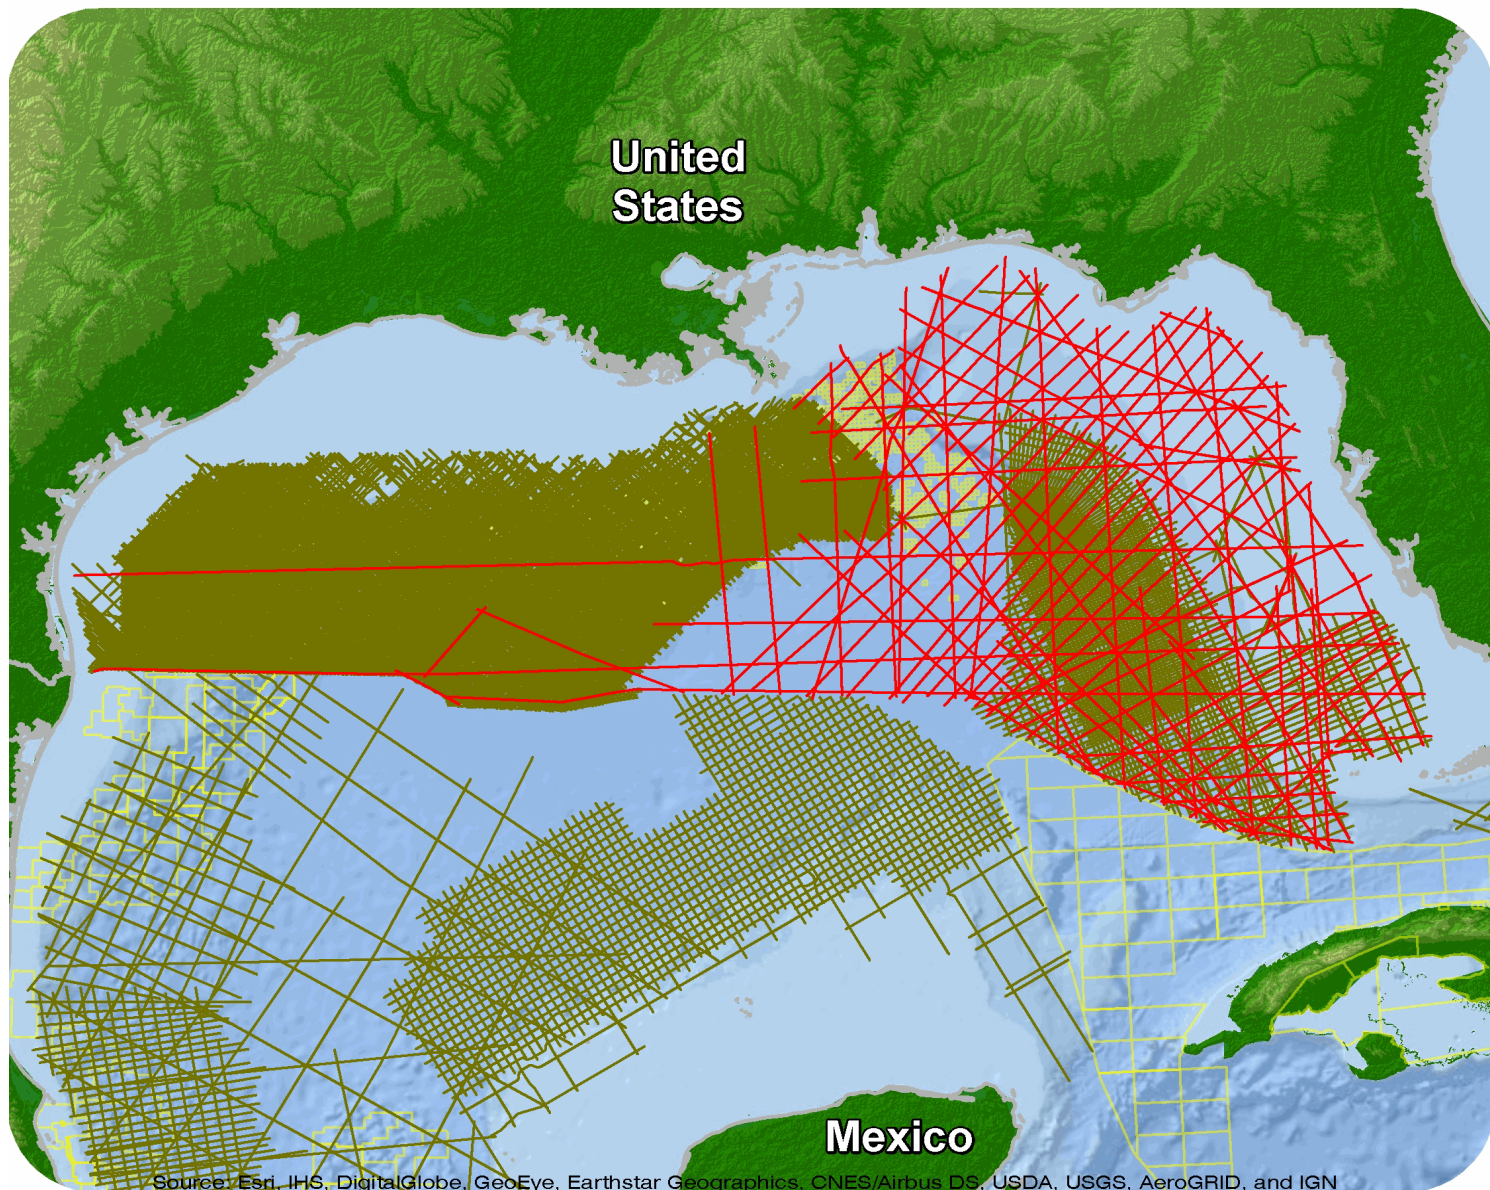 United
States
Mexico
Source: Esri, IHS, DigitalGlobe, GeoEye, Earthstar Geographics, CNES/Airbus DS, USDA, USGS, AeroGRID, and IGN